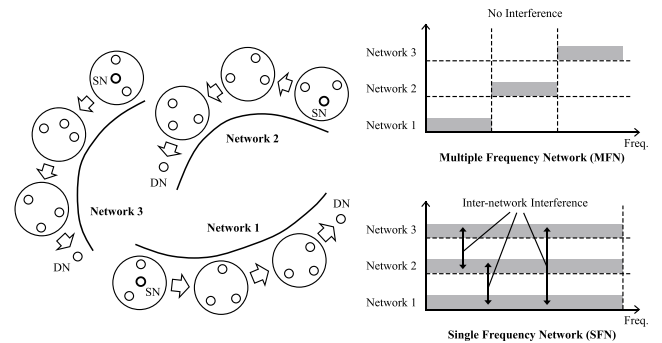 SN
SN
Network 2
DN
Network 3
Network 1
DN
DN
SN
No Interference
Network 3
Network 2
Network 1
Freq.
Multiple Frequency Network (MFN)
Inter-network Interference
Network 3
Network 2
Network 1
Freq.
Single Frequency Network (SFN)